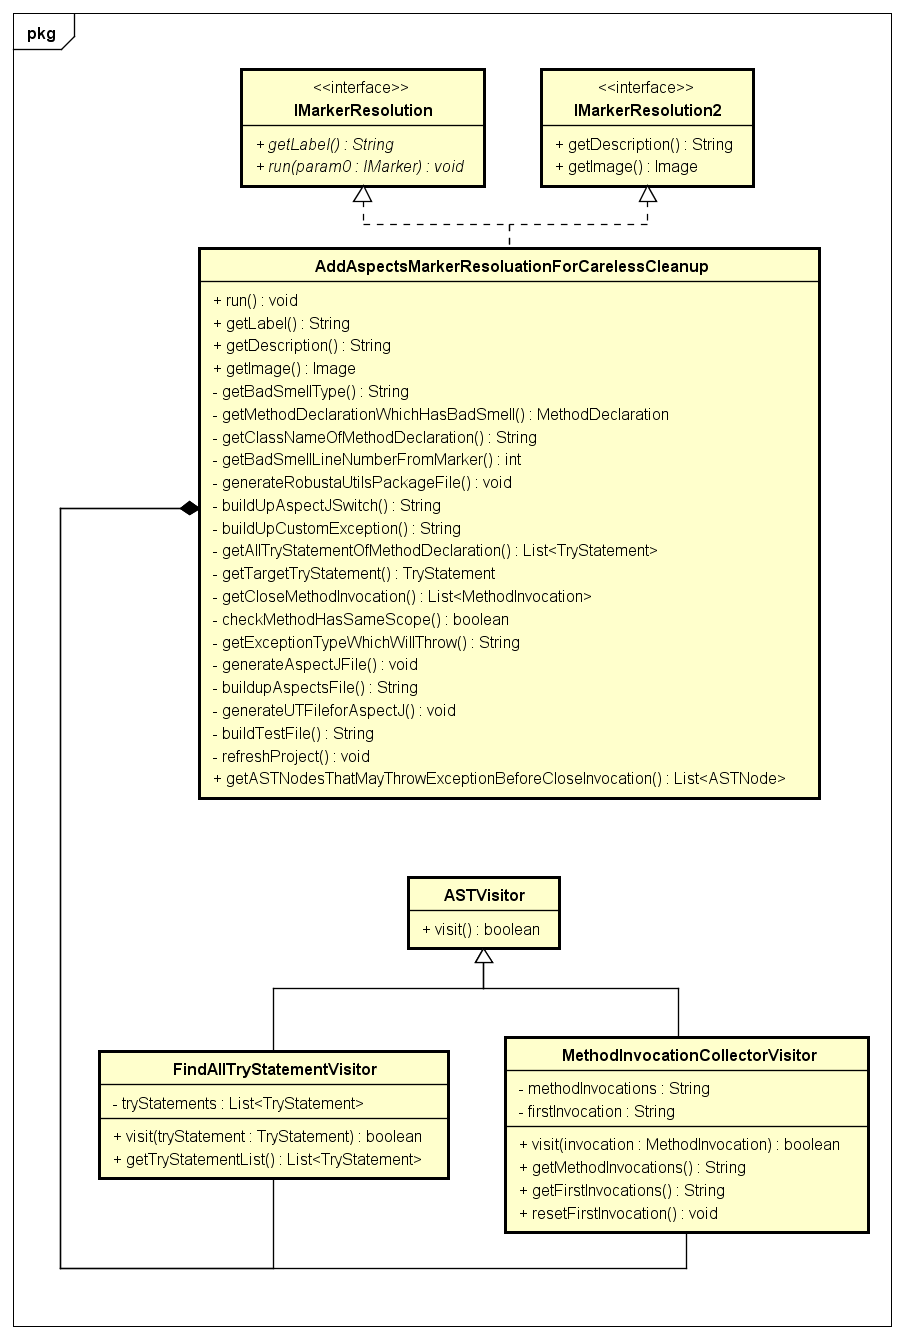 pkg
<<interface>>
IMarkerResolution
+ getLabel() : String
+ run(param0 : IMarker) : void
<<interface>>
IMarkerResolution2
+ getDescription() : String
+ getImage() : Image
AddAspectsMarkerResoluationForCarelessCleanup
+ run() : void
+ getLabel() : String
+ getDescription() : String
+ getImage() : Image
- getBadSmellType() : String
- getMethodDeclarationWhichHasBadSmell() : MethodDeclaration
- getClassNameOfMethodDeclaration() : String
- getBadSmellLineNumberFromMarker() : int
- generateRobustaUtilsPackageFile() : void
- buildUpAspectJSwitch() : String
- buildUpCustomException() : String
- getAllTryStatementOfMethodDeclaration() : List<TryStatement>
- getTargetTryStatement() : TryStatement
- getCloseMethodInvocation() : List<MethodInvocation>
- checkMethodHasSameScope() : boolean
- getExceptionTypeWhichWillThrow() : String
- generateAspectJFile() : void
- buildupAspectsFile() : String
- generateUTFileforAspectJ() : void
- buildTestFile() : String
- refreshProject() : void
+ getASTNodesThatMayThrowExceptionBeforeCloseInvocation() : List<ASTNode>
ASTVisitor
+ visit() : boolean
FindAllTryStatementVisitor
- tryStatements : List<TryStatement>
+ visit(tryStatement : TryStatement) : boolean
+ getTryStatementList() : List<TryStatement>
MethodInvocationCollectorVisitor
- methodInvocations : String
- firstInvocation : String
+ visit(invocation : MethodInvocation) : boolean
+ getMethodInvocations() : String
+ getFirstInvocations() : String
+ resetFirstInvocation() : void